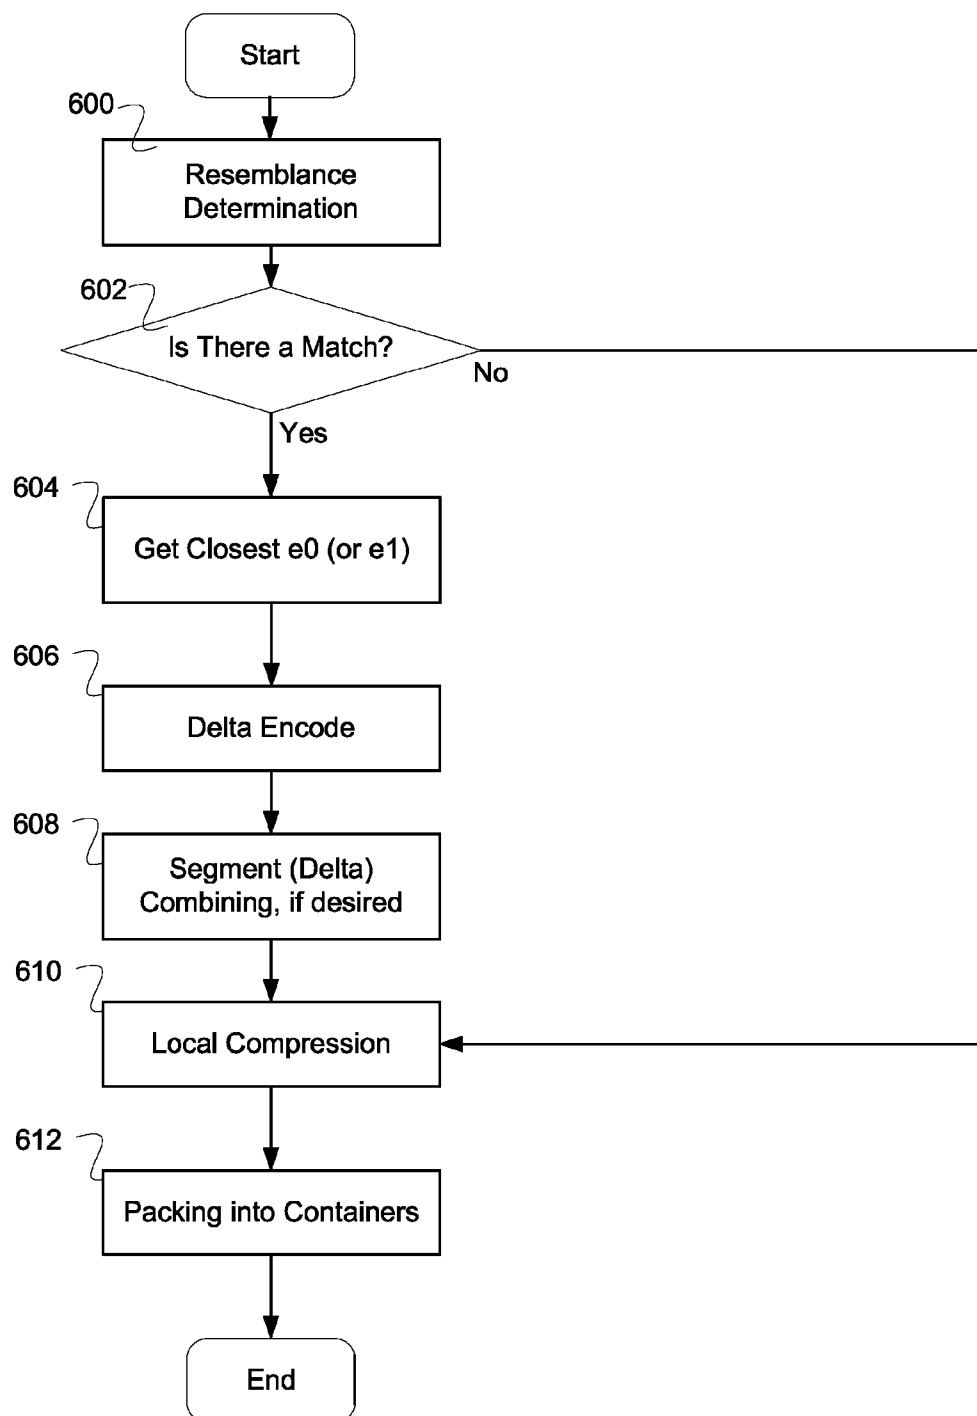 Start
600
Resemblance
Determination
602
Is There a Match?
No
Yes
604
Get Closest e0 (or e1)
606
Delta Encode
608
Segment (Delta)
Combining, if desired
610
Local Compression
612
Packing into Containers
End